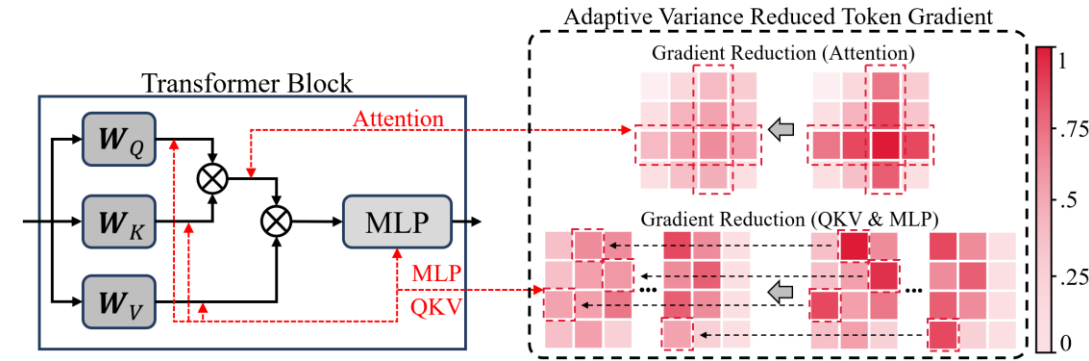 Adaptive Variance Reduced Token Gradient
Gradient Reduction (Attention)
Transformer Block
Attention
W_Q
W_K
W_V
MLP
MLP
QKV
Gradient Reduction (QKV & MLP)
...
...
1
.75
.5
.25
0